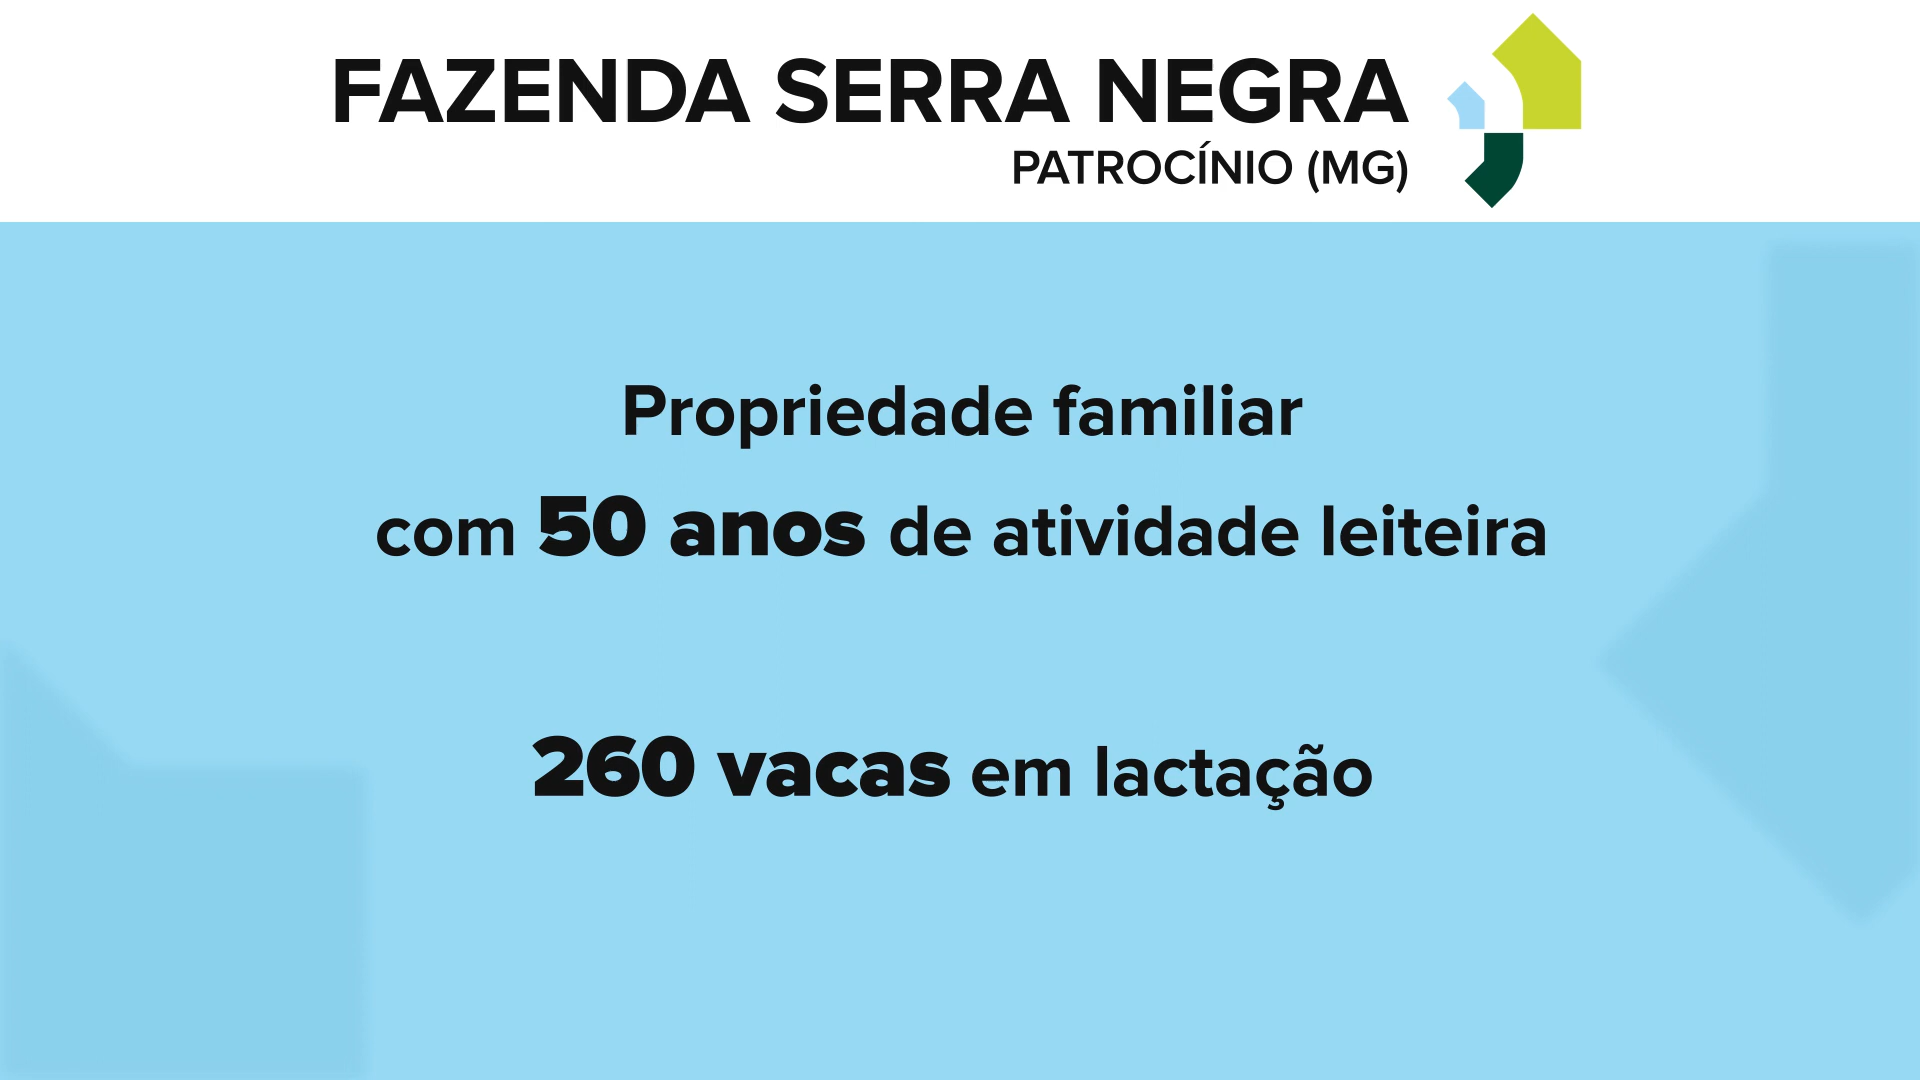 FAZENDA SERRA NEGRA
PATROCÍNIO (MG)
Propriedade familiar
com 50 anos de atividade leiteira
260 vacas em lactação